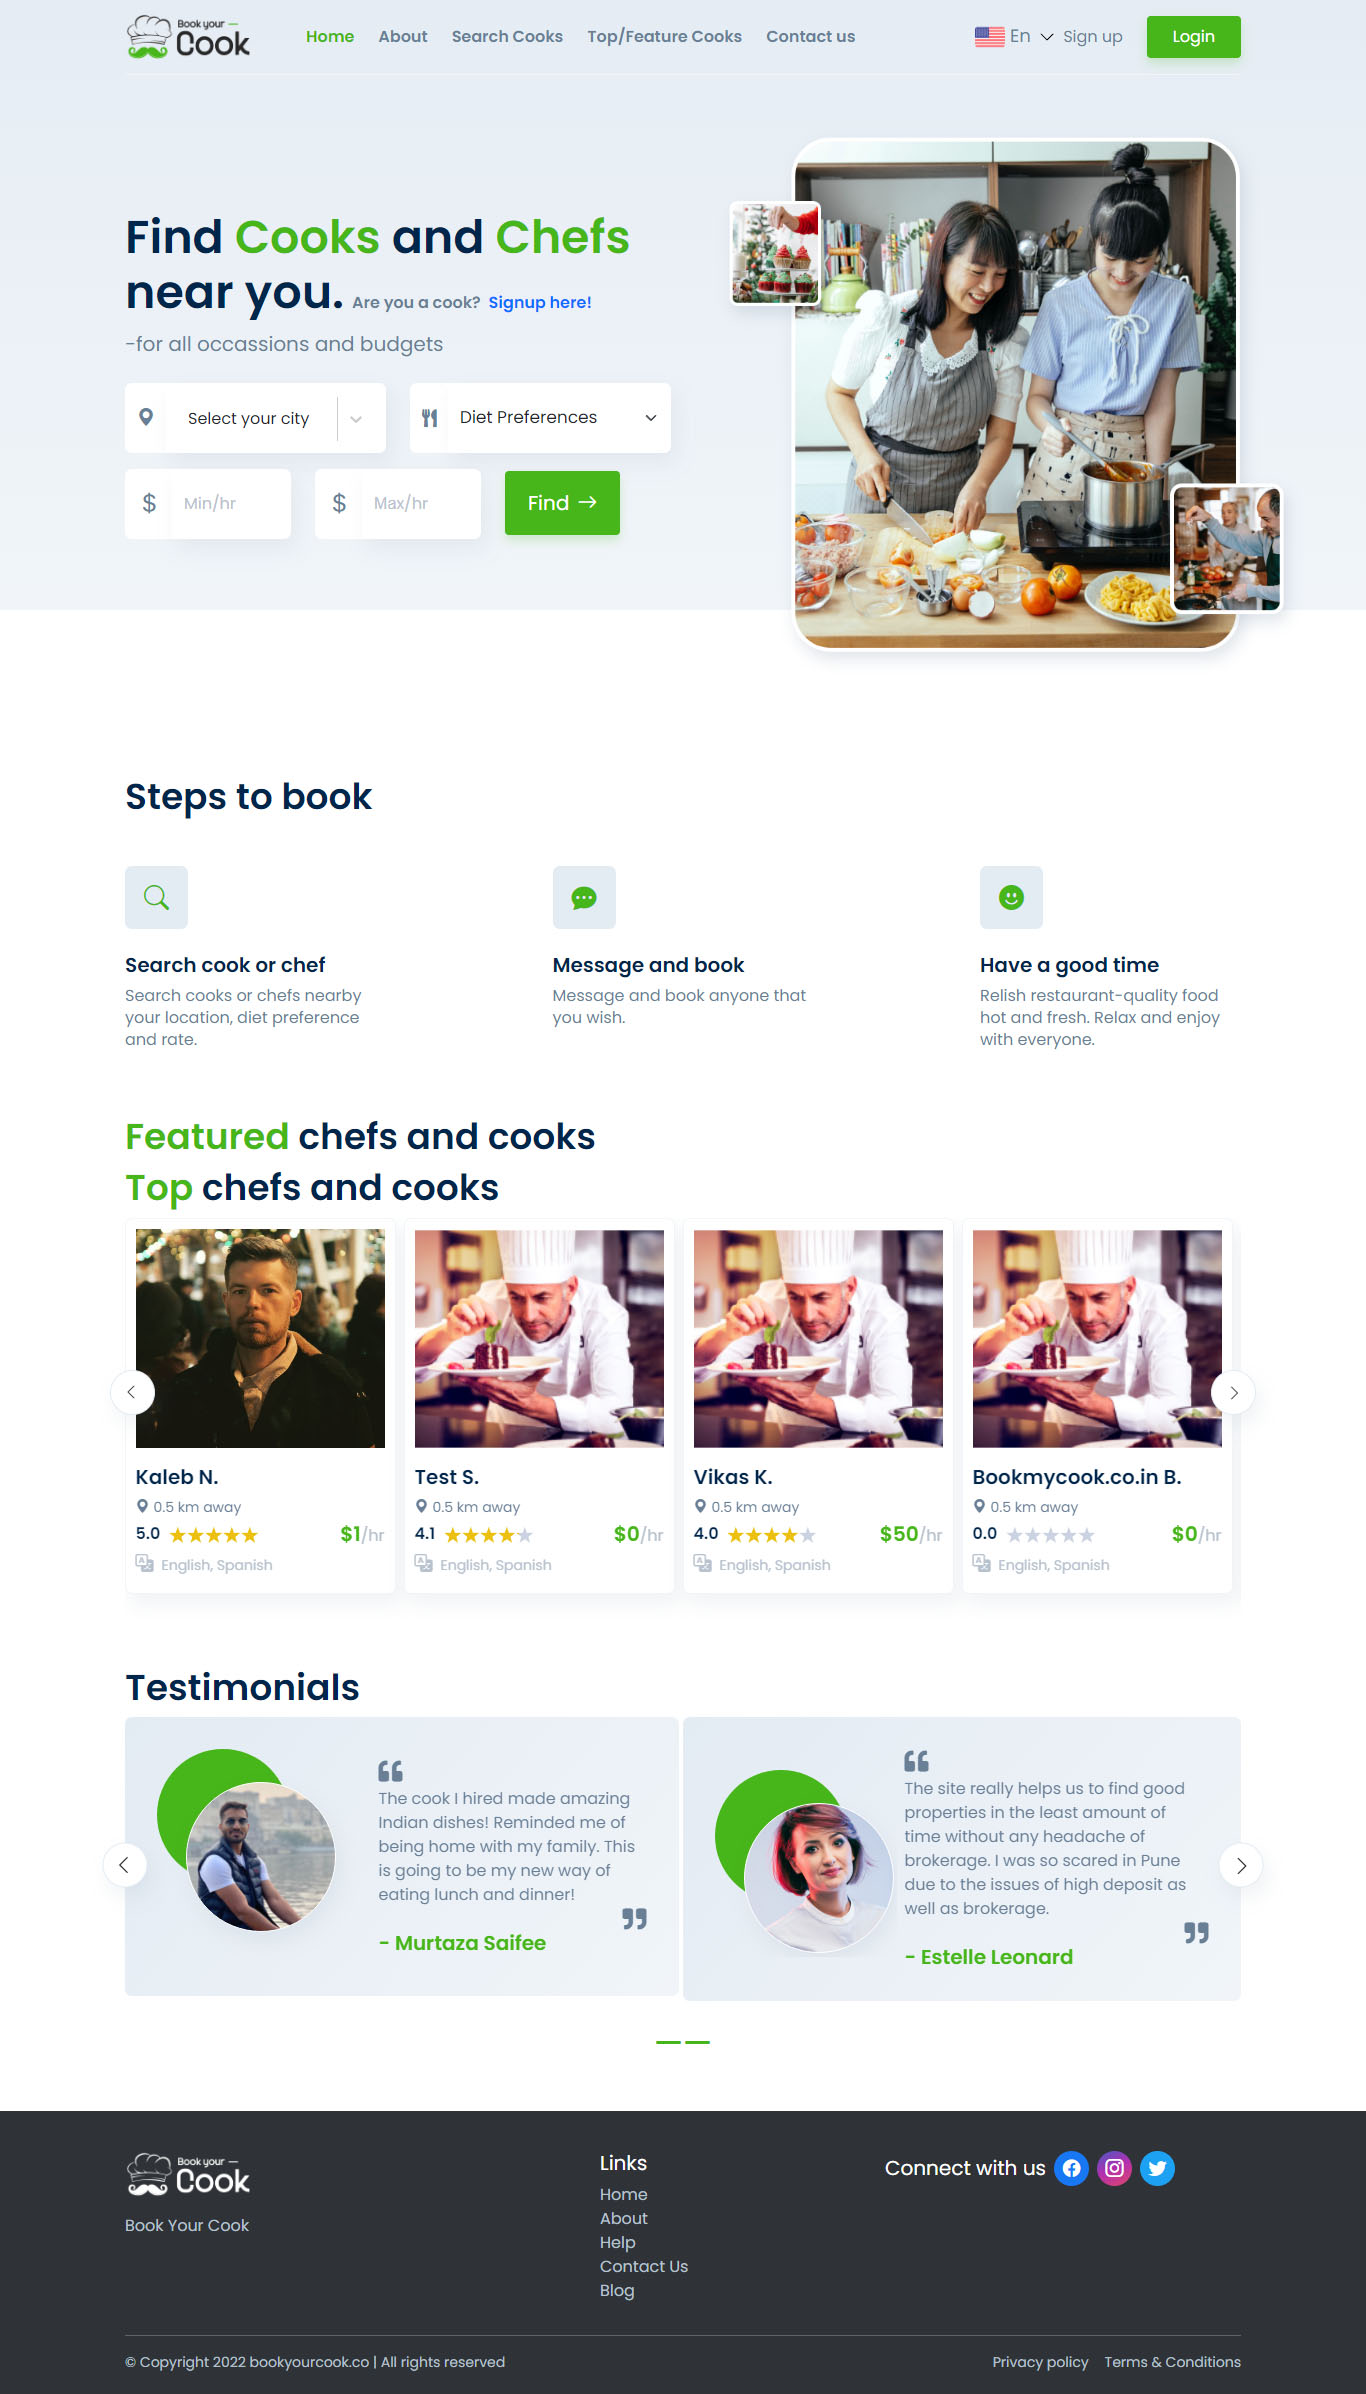 Book your
Cook
Home
About
Search Cooks
Top/Feature Cooks
Contact us
En
Sign up
Login
Find Cooks and Chefs
near you. Are you a cook? Signup here!
-for all occassions and budgets
Select your city
Diet Preferences
$ Min/hr
$ Max/hr
Find
Steps to book
Search cook or chef
Search cooks or chefs nearby
your location, diet preference
and rate.
Message and book
Message and book anyone that
you wish.
Have a good time
Relish restaurant-quality food
hot and fresh. Relax and enjoy
with everyone.
Featured chefs and cooks
Top chefs and cooks
Kaleb N.
0.5 km away
5.0 $1/hr
English, Spanish
Test S.
0.5 km away
4.1 $0/hr
English, Spanish
Vikas K.
0.5 km away
4.0 $50/hr
English, Spanish
Bookmycook.co.in B.
0.5 km away
0.0 $0/hr
English, Spanish
Testimonials
The cook I hired made amazing
Indian dishes! Reminded me of
being home with my family. This
is going to be my new way of
eating lunch and dinner!
- Murtaza Saifee
The site really helps us to find good
properties in the least amount of
time without any headache of
brokerage. I was so scared in Pune
due to the issues of high deposit as
well as brokerage.
- Estelle Leonard
Book your
Cook
Book Your Cook
Links
Home
About
Help
Contact Us
Blog
Connect with us
© Copyright 2022 bookyourcook.co | All rights reserved
Privacy policy
Terms & Conditions